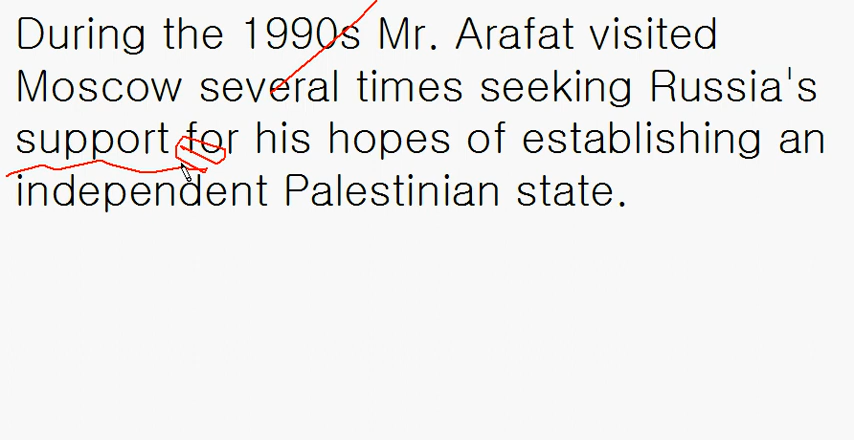 During the 1990s Mr. Arafat visited
Moscow several times seeking Russia's
support for his hopes of establishing an
independent Palestinian state.